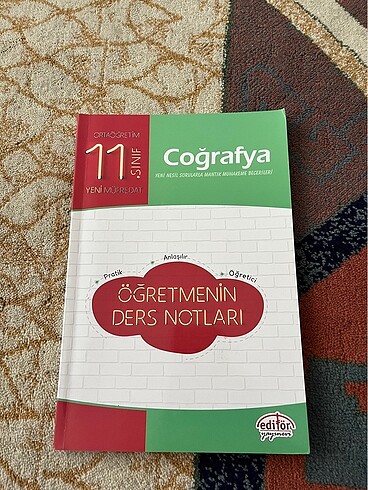 ORTAÖĞRETİM
11.SINIF
YENİ MÜFREDAT
Coğrafya
YENİ NESİL SORULARLA MANTIK MUHAKEME BECERİLERİ
Pratik Anlaşılır Öğretici
ÖĞRETMENİN
DERS NOTLARI
editör
yayınevi